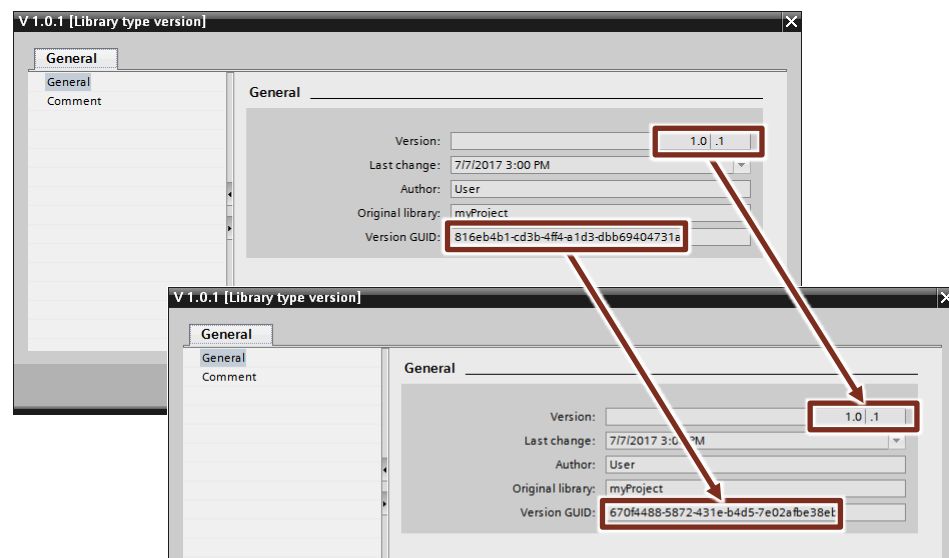 V 1.0.1 [Library type version]
General
General
Comment
General
Version: 1.0 .1
Last change: 7/7/2017 3:00 PM
Author: User
Original library: myProject
Version GUID: 816eb4b1-cd3b-4ff4-a1d3-dbb69404731a
V 1.0.1 [Library type version]
General
General
Comment
General
Version: 1.0 .1
Last change: 7/7/2017 PM
Author: User
Original library: myProject
Version GUID: 670f4488-5872-431e-b4d5-7e02afbe38eb